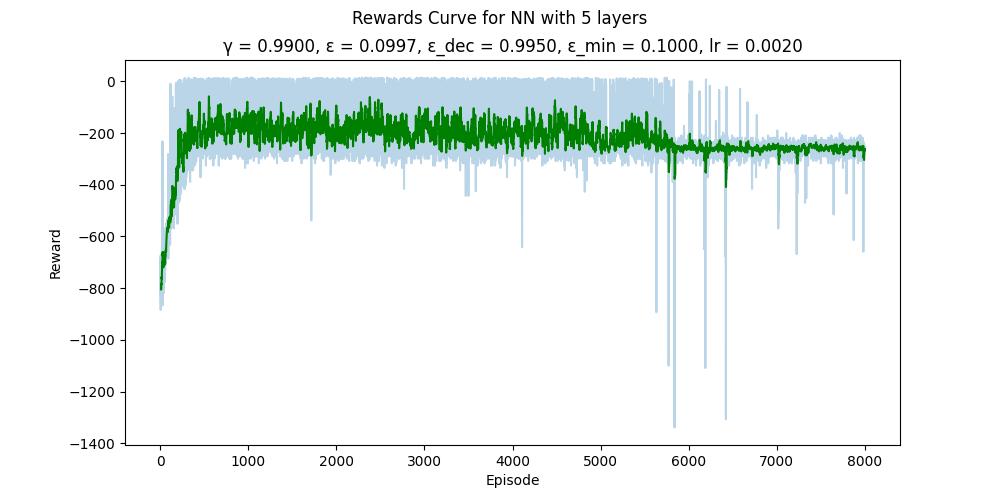 Rewards Curve for NN with 5 layers
γ = 0.9900, ε = 0.0997, ε_dec = 0.9950, ε_min = 0.1000, lr = 0.0020
0
−200
−400
−600
−800
−1000
−1200
−1400
Reward
0 1000 2000 3000 4000 5000 6000 7000 8000
Episode